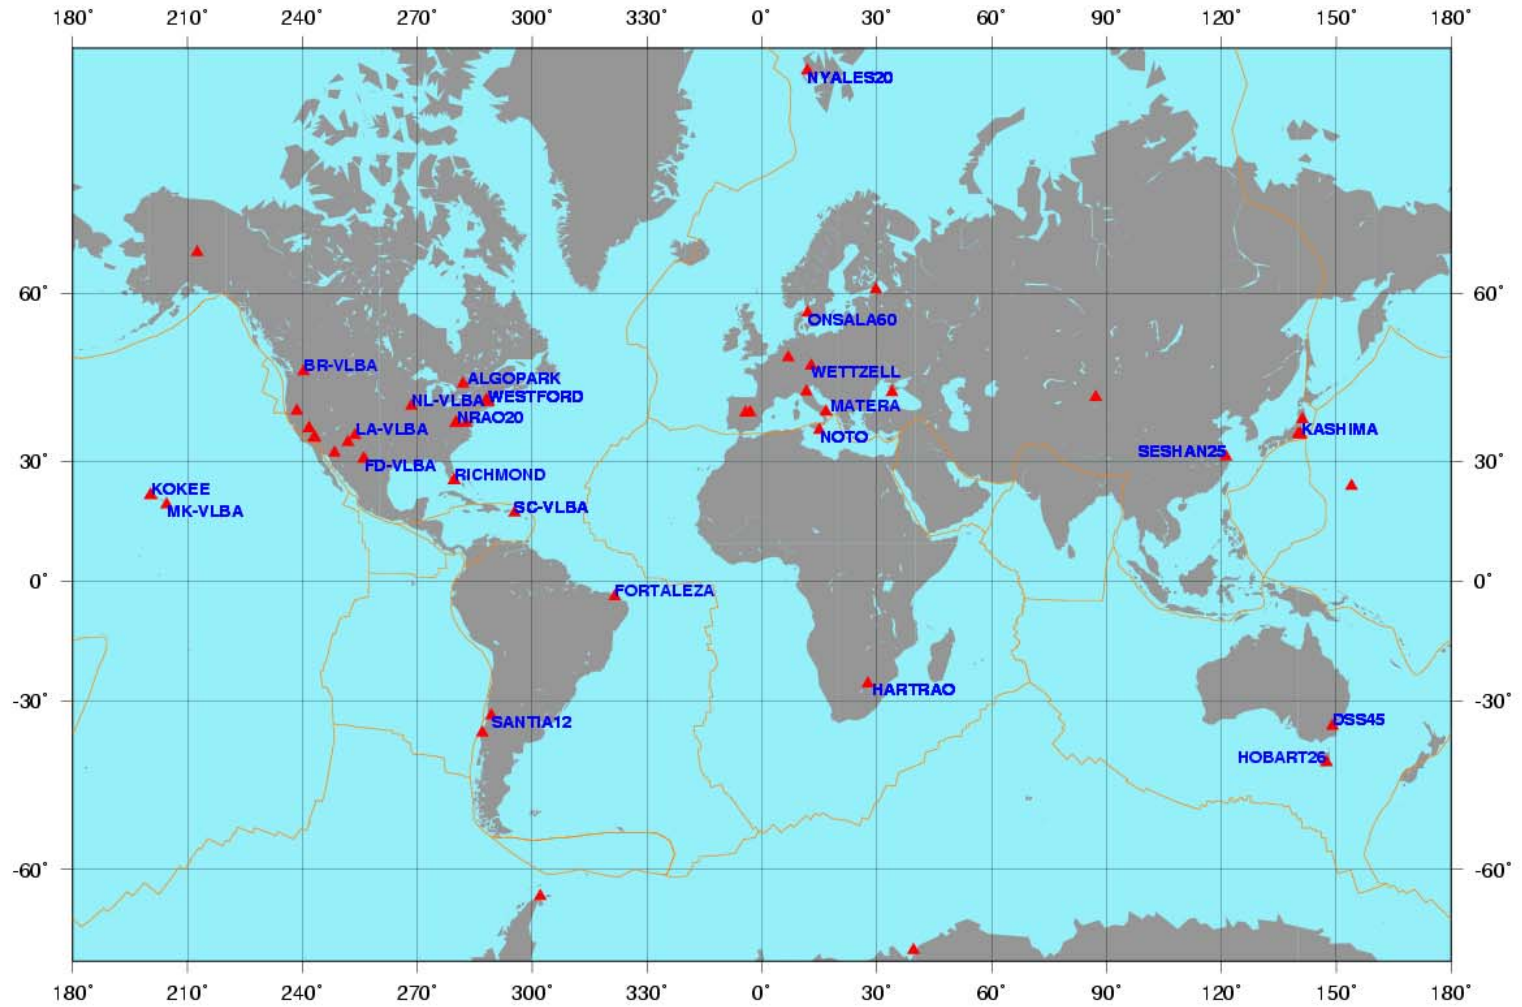 180° 210° 240° 270° 300° 330° 0° 30° 60° 90° 120° 150° 180°
NYALES20
60° 60°
ONSALA60
BR-VLBA
WETTZELL
ALGOPARK
WESTFORD
NL-VLBA
MATERA
NRAO20
LA-VLBA
KASHIMA
NOTO
SESHAN25
30° 30°
FD-VLBA
RICHMOND
KOKEE
SC-VLBA
MK-VLBA
0° 0°
FORTALEZA
HARTRAO
-30° -30°
DSS45
SANTIA12
HOBART26
-60° -60°
180° 210° 240° 270° 300° 330° 0° 30° 60° 90° 120° 150° 180°